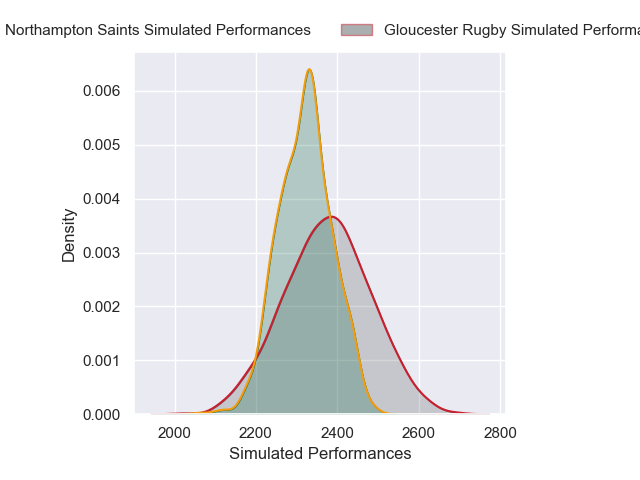 Northampton Saints Simulated Performances
Gloucester Rugby Simulated Performa
0.006
0.005
0.004
0.003
0.002
0.001
0.000
Density
2000 2200 2400 2600 2800
Simulated Performances